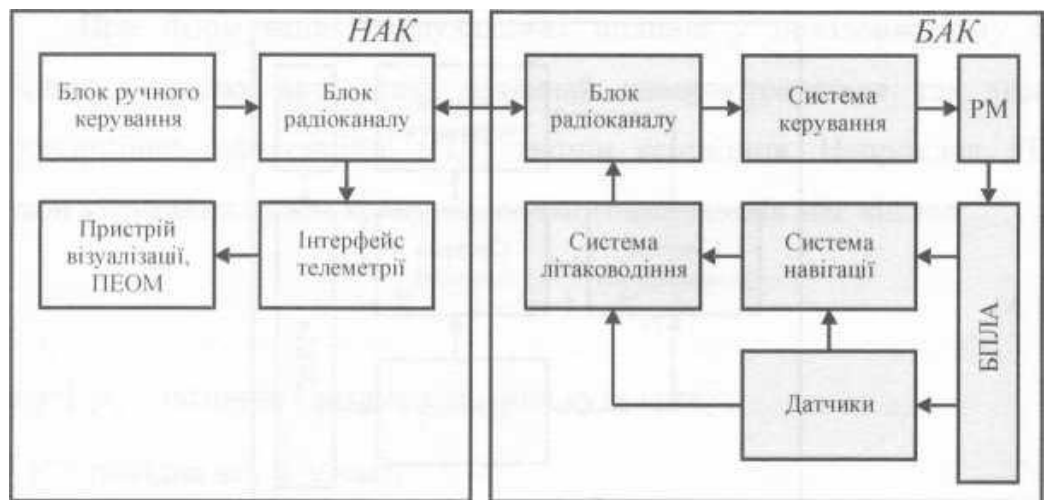 НАК
БАК
Блок ручного
керування
Блок
радіоканалу
Блок
радіоканалу
Система
керування
РМ
Пристрій
візуалізації,
ПЕОМ
Інтерфейс
телеметрії
Система
літаководіння
Система
навігації
БПЛА
Датчики